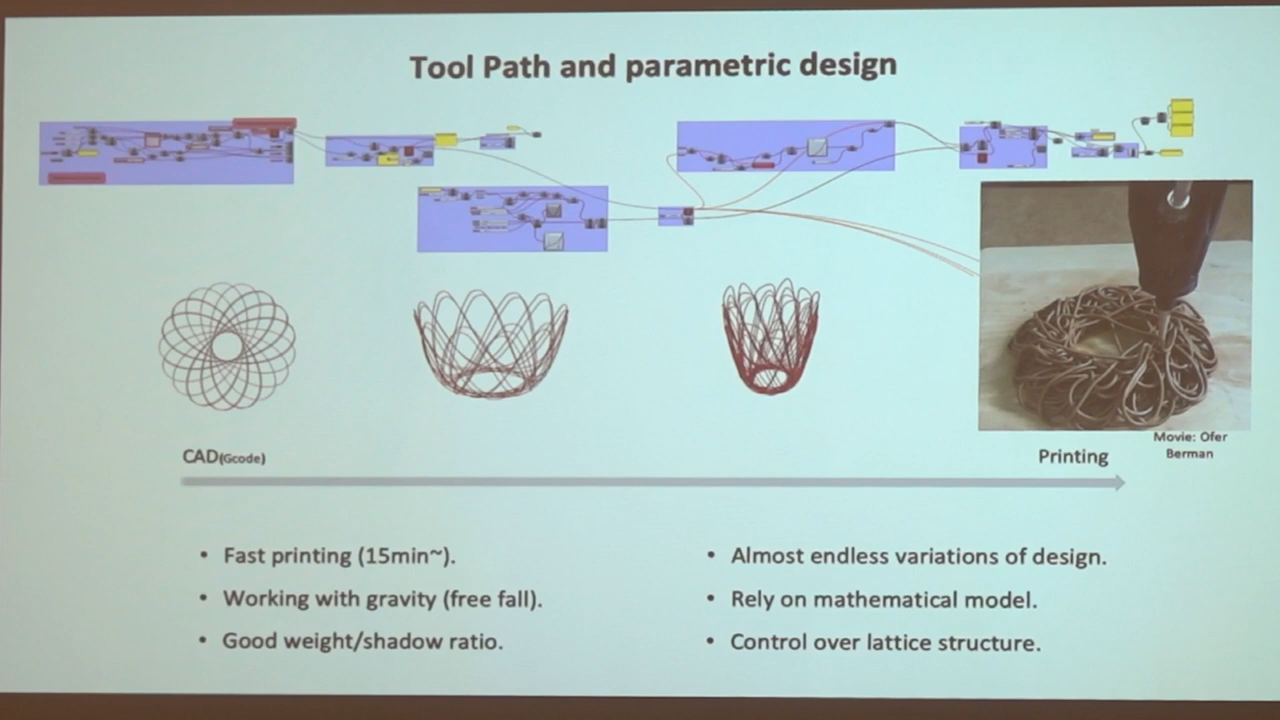 Tool Path and parametric design
CAD(Gcode)
Printing
Movie: Ofer
Berman
• Fast printing (15min~).
• Working with gravity (free fall).
• Good weight/shadow ratio.
• Almost endless variations of design.
• Rely on mathematical model.
• Control over lattice structure.